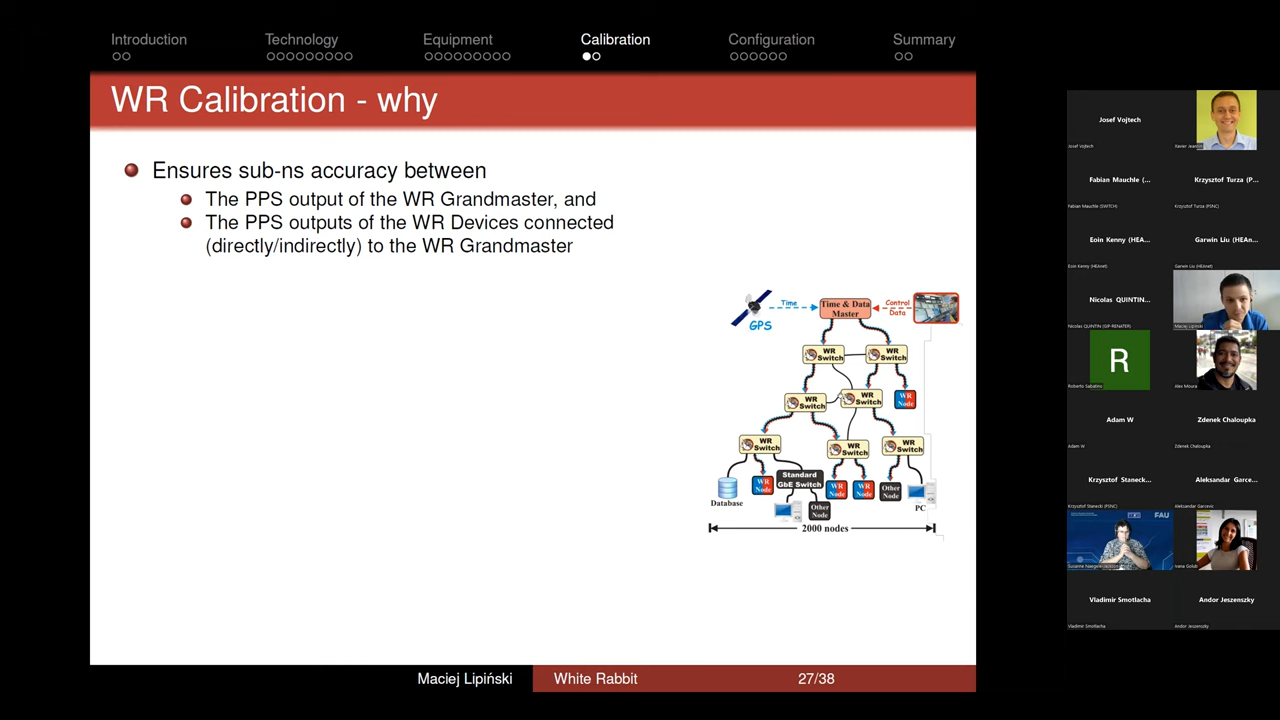 Introduction
Technology
Equipment
Calibration
Configuration
Summary
WR Calibration - why
Ensures sub-ns accuracy between
The PPS output of the WR Grandmaster, and
The PPS outputs of the WR Devices connected
(directly/indirectly) to the WR Grandmaster
GPS
Time
Time & Data
Master
Control
Data
WR
Switch
WR
Switch
WR
Switch
WR
Switch
WR
Node
WR
Switch
WR
Switch
WR
Switch
Database
WR
Node
Standard
GbE Switch
Other
Node
WR
Node
WR
Node
Other
Node
PC
2000 nodes
Maciej Lipiński
White Rabbit
27/38
Josef Vojtech
Josef Vojtech
Xavier Jeannin
Fabian Mauchle (...
Fabian Mauchle (SWITCH)
Krzysztof Turza (P...
Krzysztof Turza (PSNC)
Eoin Kenny (HEA...
Eoin Kenny (HEAnet)
Garwin Liu (HEAn...
Garwin Liu (HEAnet)
Nicolas QUINTIN...
Nicolas QUINTIN (GIP-RENATER)
Maciej Lipinski
R
Roberto Sabatino
Alex Moura
Adam W
Adam W
Zdenek Chaloupka
Zdenek Chaloupka
Krzysztof Staneck...
Krzysztof Stanecki (PSNC)
Aleksandar Garce...
Aleksandar Garcevic
FAU
Ivana Golub
Vladimir Smotlacha
Vladimir Smotlacha
Andor Jeszenszky
Andor Jeszenszky